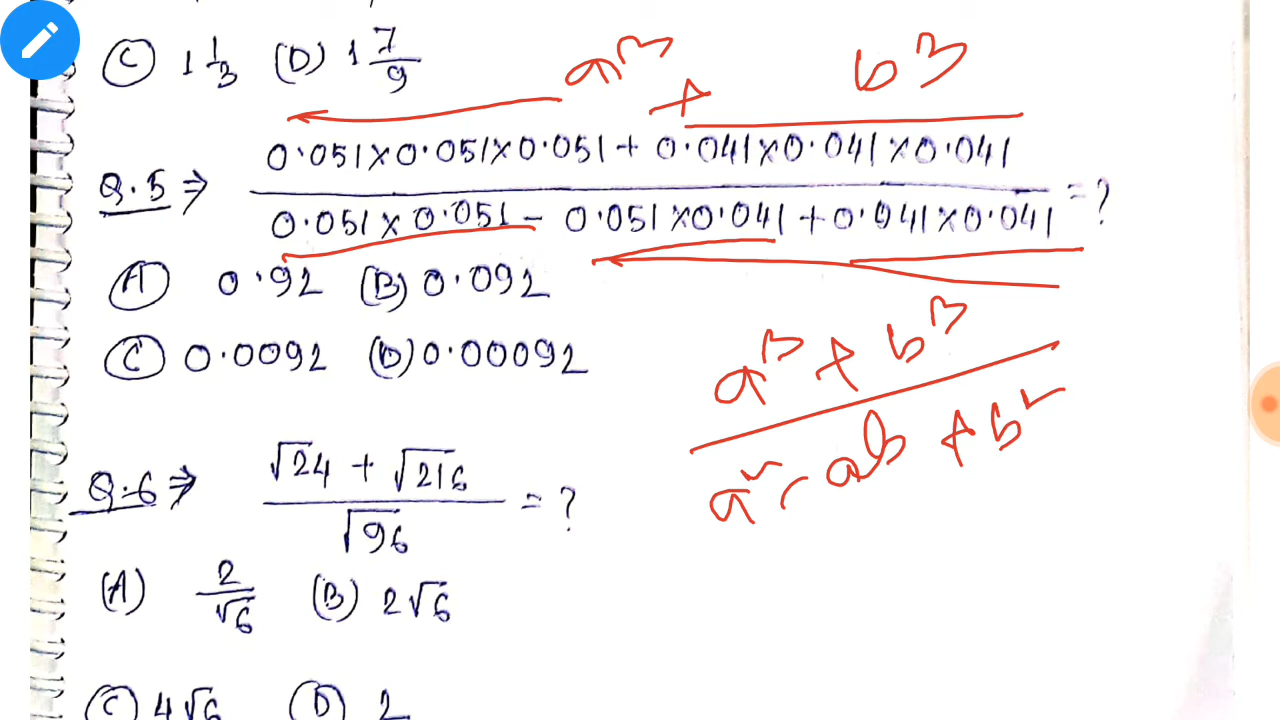 (C) 1 1/3 (D) 1 7/9
a³ + b3
0.051×0.051×0.051+0.041×0.041×0.041
Q.5⇒ = ?
0.051×0.051-0.051×0.041+0.041×0.041
(A) 0.92 (B) 0.092
(C) 0.0092 (D) 0.00092
a³ + b³
a² - ab + b²
√24 + √216
Q.6⇒ = ?
√96
(A) 2/√6 (B) 2√6
(C) 4√6 (D) 2